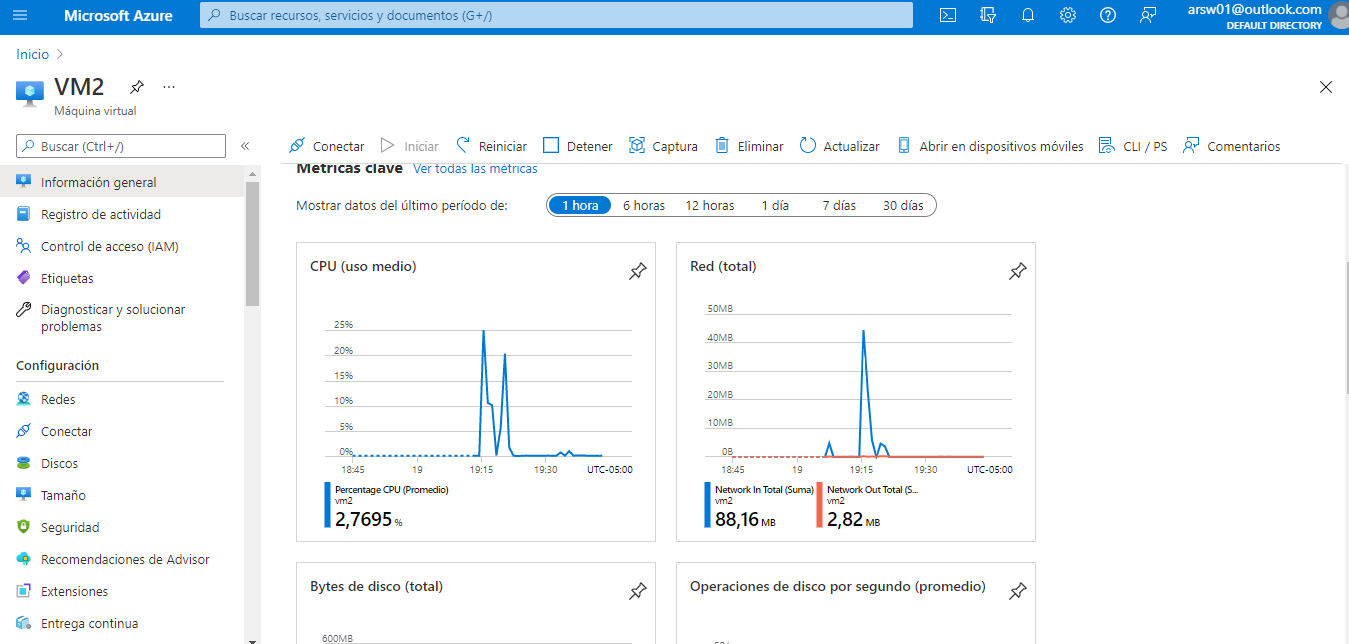 Microsoft Azure
Buscar recursos, servicios y documentos (G+/)
arsw01@outlook.com
DEFAULT DIRECTORY
Inicio
VM2
Máquina virtual
Buscar (Ctrl+/)
Conectar Iniciar Reiniciar Detener Captura Eliminar Actualizar Abrir en dispositivos móviles CLI / PS Comentarios
Información general
Registro de actividad
Control de acceso (IAM)
Etiquetas
Diagnosticar y solucionar
problemas
Configuración
Redes
Conectar
Discos
Tamaño
Seguridad
Recomendaciones de Advisor
Extensiones
Entrega continua
Métricas clave Ver todas las métricas
Mostrar datos del último período de: 1 hora 6 horas 12 horas 1 día 7 días 30 días
CPU (uso medio)
25%
20%
15%
10%
5%
0%
18:45 19 19:15 19:30 UTC-05:00
Percentage CPU (Promedio)
vm2
2,7695 %
Red (total)
50MB
40MB
30MB
20MB
10MB
0B
18:45 19 19:15 19:30 UTC-05:00
Network In Total (Suma) Network Out Total (S...
vm2 vm2
88,16 MB 2,82 MB
Bytes de disco (total)
600MB
Operaciones de disco por segundo (promedio)